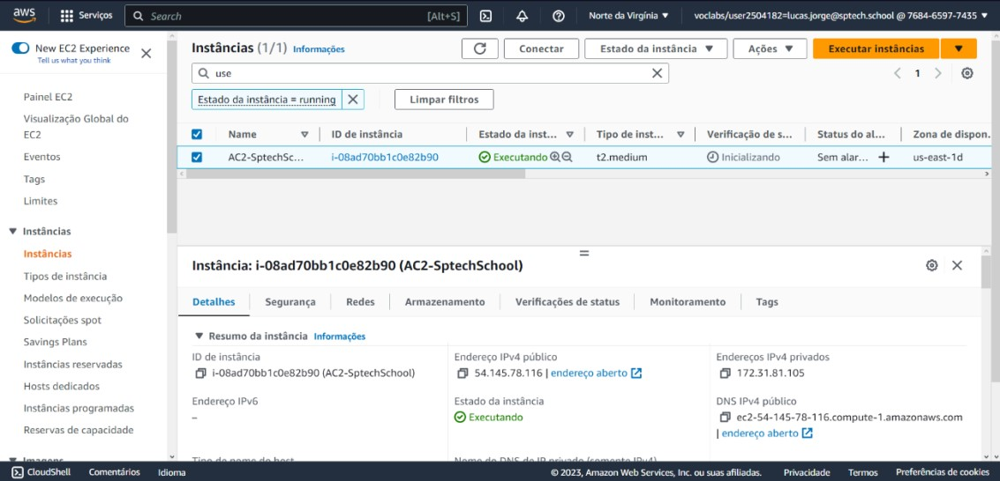 aws Serviços Search [Alt+S] Norte da Virgínia voclabs/user2504182=lucas.jorge@sptech.school @ 7684-6597-7435
New EC2 Experience
Tell us what you think
Painel EC2
Visualização Global do
EC2
Eventos
Tags
Limites
Instâncias
Instâncias
Tipos de instância
Modelos de execução
Solicitações spot
Savings Plans
Instâncias reservadas
Hosts dedicados
Instâncias programadas
Reservas de capacidade
Imagens
Instâncias (1/1) Informações Conectar Estado da instância Ações Executar instâncias
use 1
Estado da instância = running Limpar filtros
Name ID de instância Estado da inst... Tipo de inst... Verificação de s... Status do al... Zona de dispon.
AC2-SptechSc... i-08ad70bb1c0e82b90 Executando t2.medium Inicializando Sem alar... us-east-1d
Instância: i-08ad70bb1c0e82b90 (AC2-SptechSchool)
Detalhes Segurança Redes Armazenamento Verificações de status Monitoramento Tags
Resumo da instância Informações
ID de instância
i-08ad70bb1c0e82b90 (AC2-SptechSchool)
Endereço IPv4 público
54.145.78.116 | endereço aberto
Endereços IPv4 privados
172.31.81.105
Endereço IPv6
–
Estado da instância
Executando
DNS IPv4 público
ec2-54-145-78-116.compute-1.amazonaws.com
| endereço aberto
Tipo de nome do host
Nome do DNS de IP privado (somente IPv4)
CloudShell Comentários Idioma © 2023, Amazon Web Services, Inc. ou suas afiliadas. Privacidade Termos Preferências de cookies